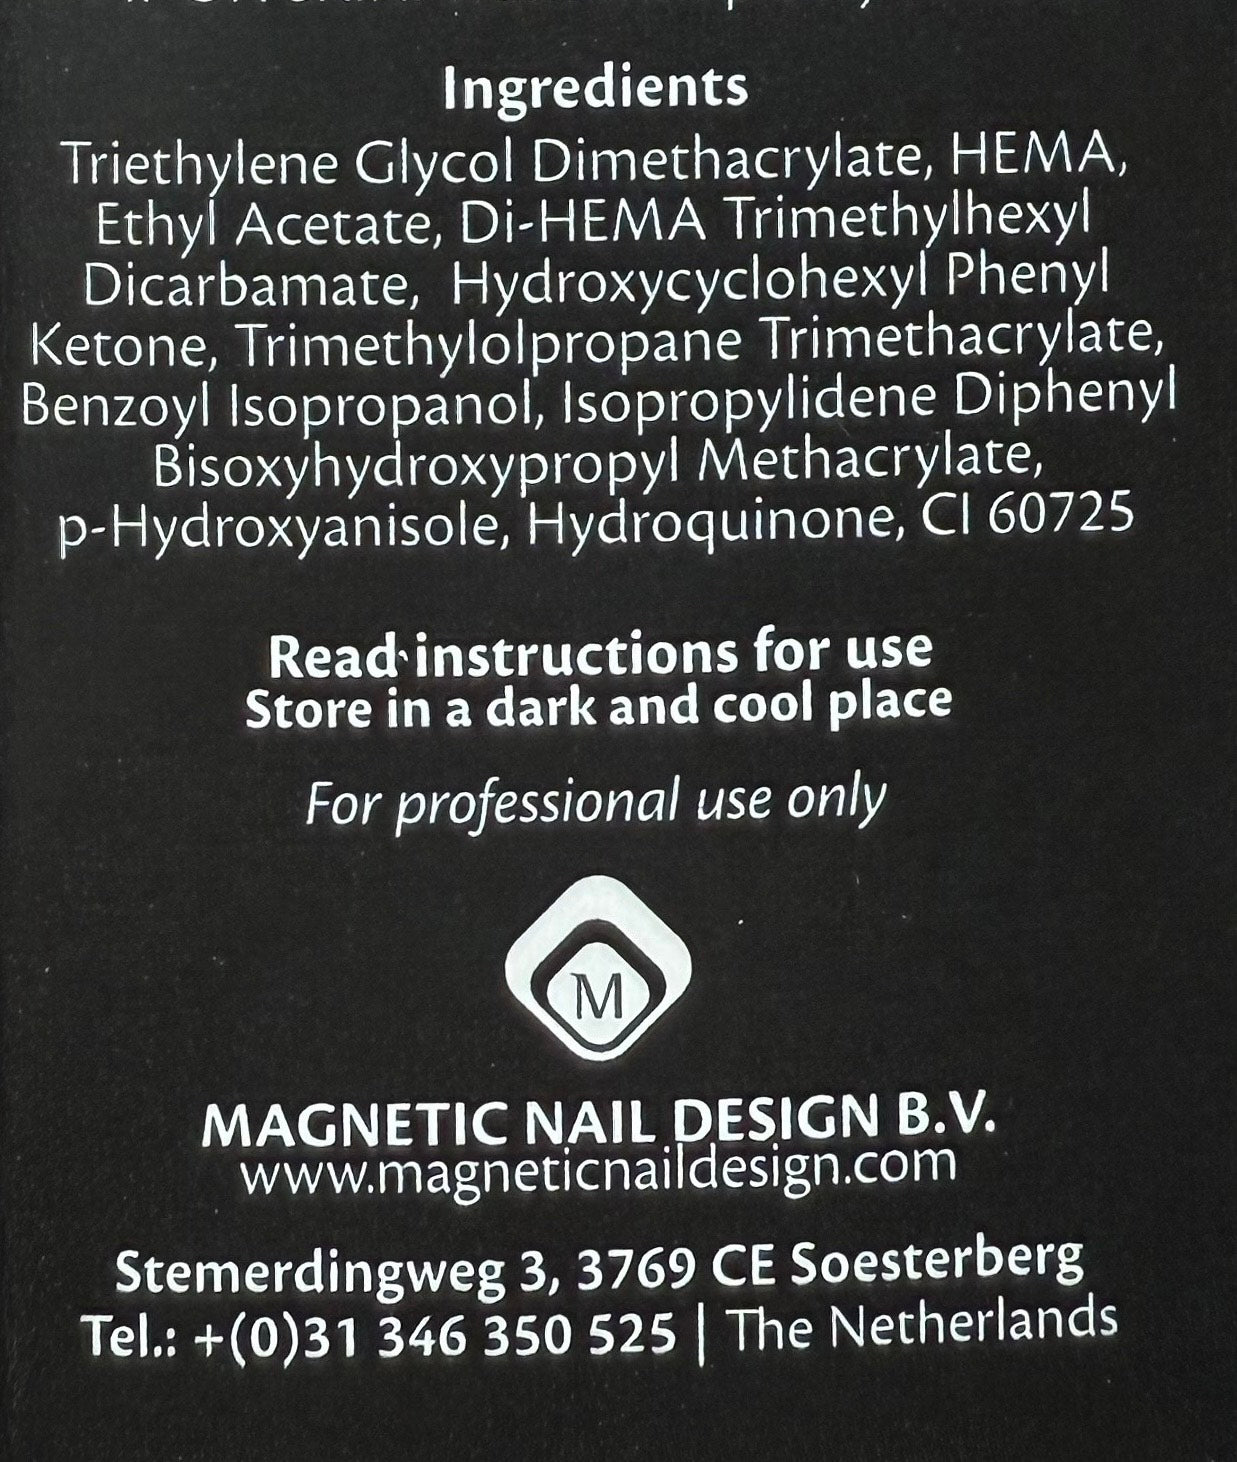 Ingredients
Triethylene Glycol Dimethacrylate, HEMA,
Ethyl Acetate, Di-HEMA Trimethylhexyl
Dicarbamate, Hydroxycyclohexyl Phenyl
Ketone, Trimethylolpropane Trimethacrylate,
Benzoyl Isopropanol, Isopropylidene Diphenyl
Bisoxyhydroxypropyl Methacrylate,
p-Hydroxyanisole, Hydroquinone, CI 60725
Read instructions for use
Store in a dark and cool place
For professional use only
M
MAGNETIC NAIL DESIGN B.V.
www.magneticnaildesign.com
Stemerdingweg 3, 3769 CE Soesterberg
Tel.: +(0)31 346 350 525 | The Netherlands